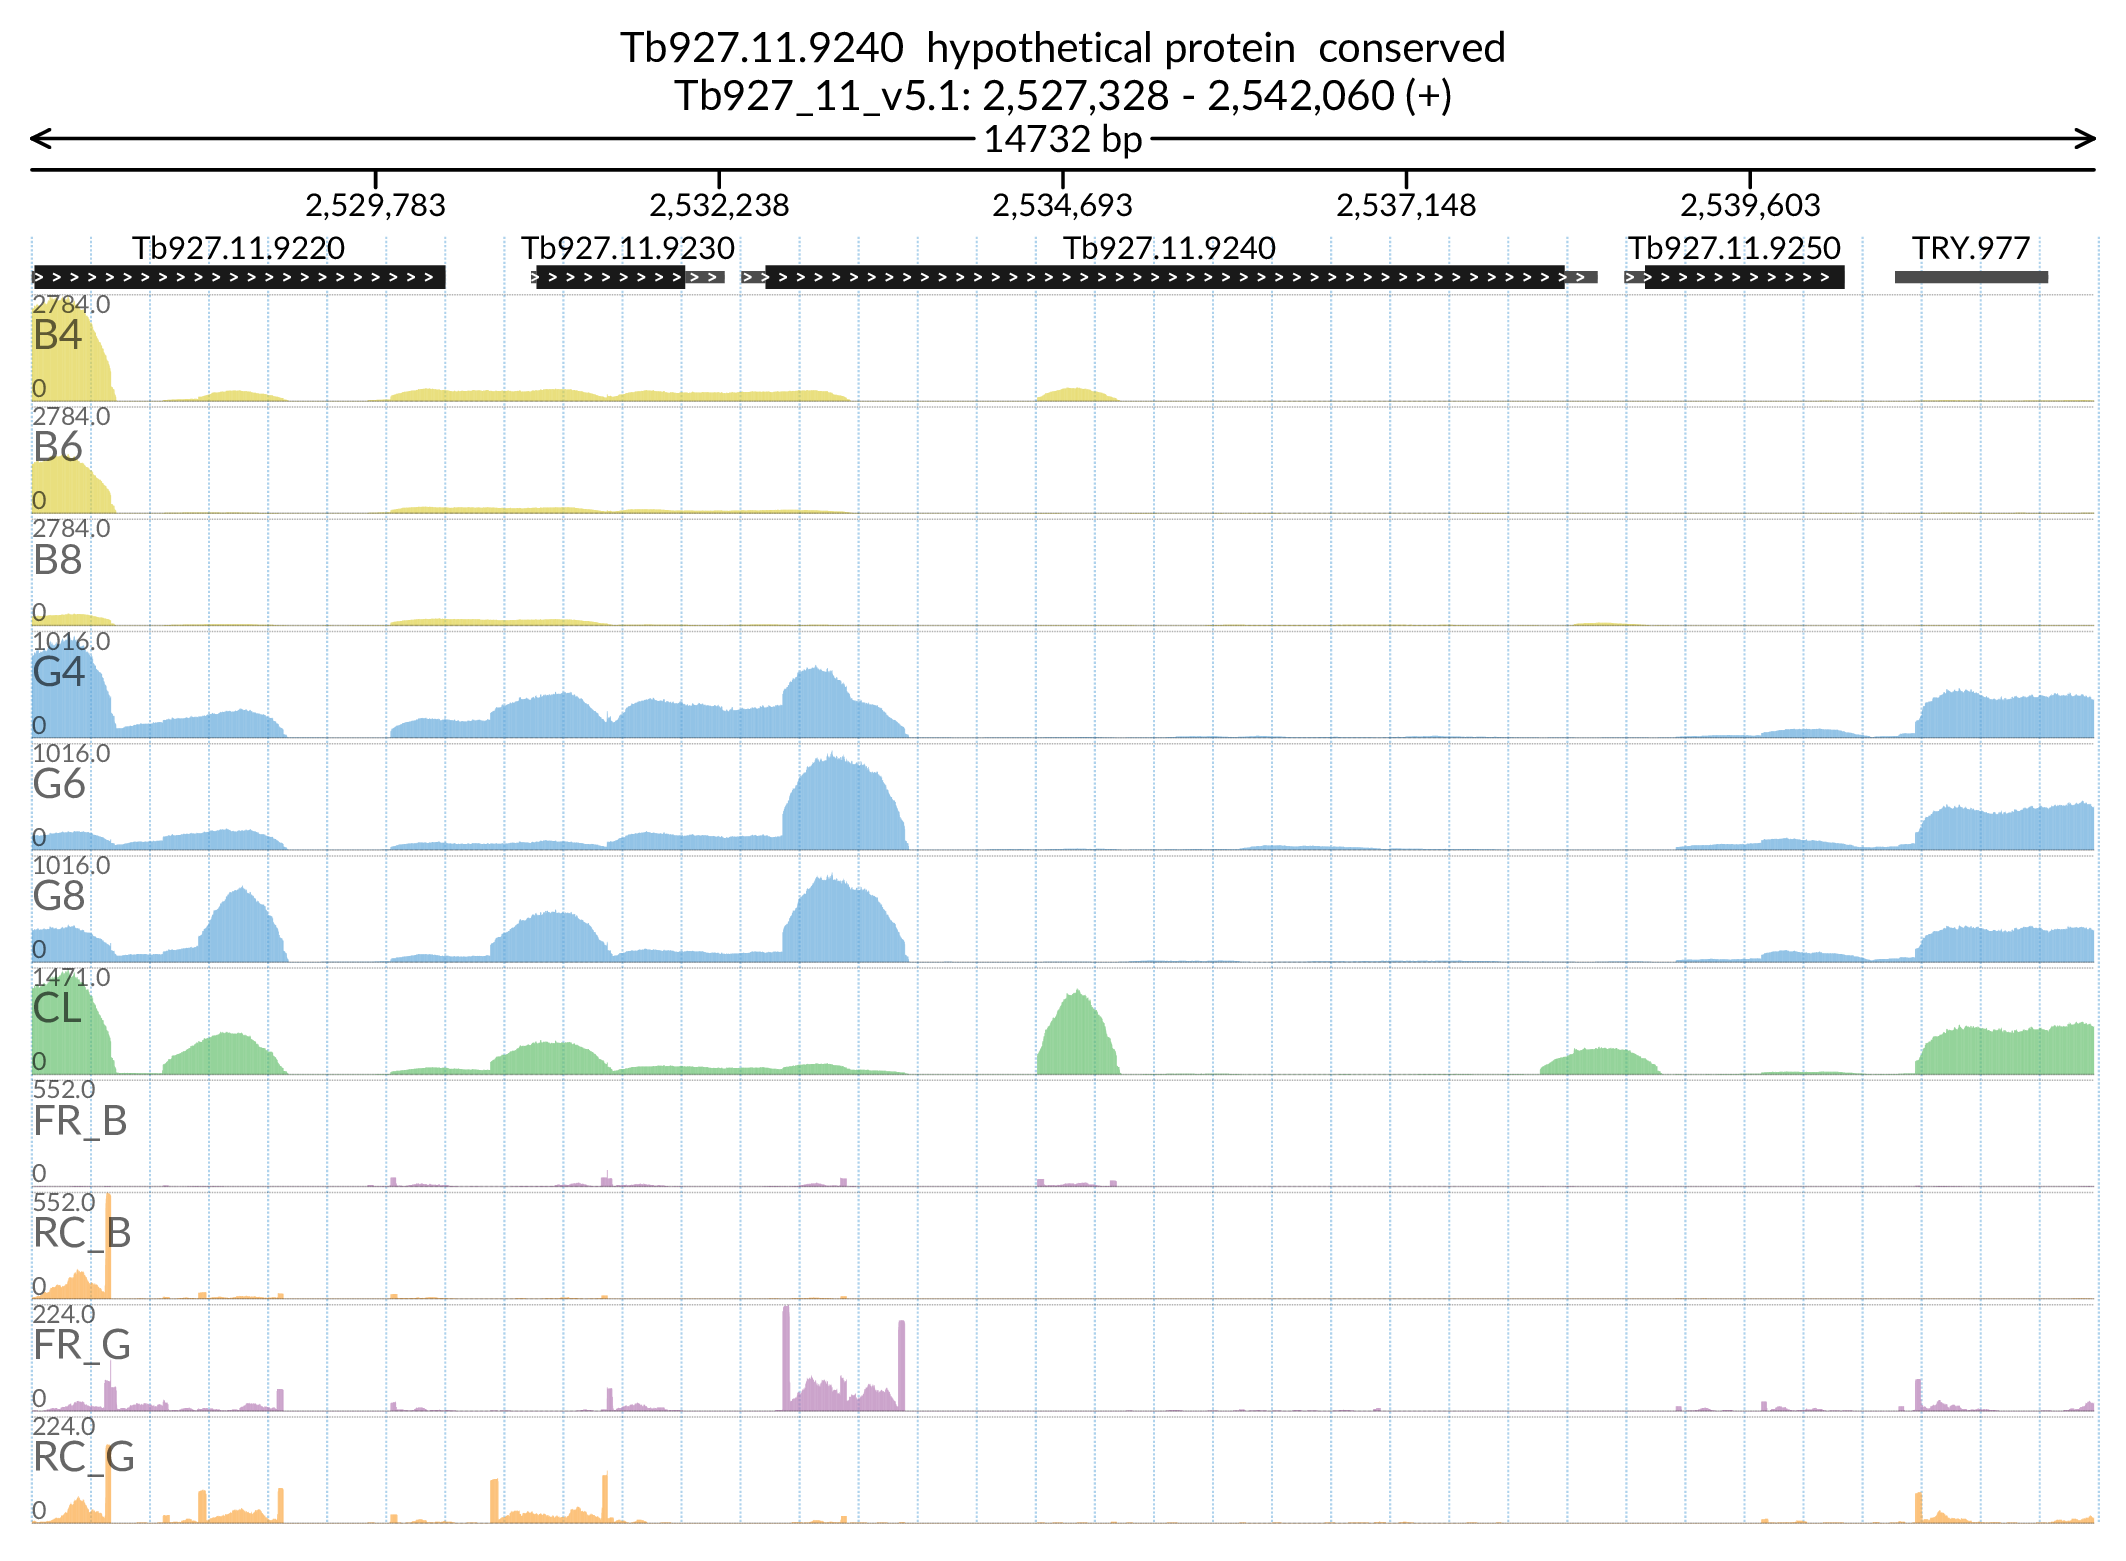 Tb927.11.9240  hypothetical protein  conserved
Tb927_11_v5.1: 2,527,328 - 2,542,060 (+)
14732 bp
2,529,783 2,532,238 2,534,693 2,537,148 2,539,603
Tb927.11.9220 Tb927.11.9230 Tb927.11.9240 Tb927.11.9250 TRY.977
2784.0
B4
0
2784.0
B6
0
2784.0
B8
0
1016.0
G4
0
1016.0
G6
0
1016.0
G8
0
1471.0
CL
0
552.0
FR_B
0
552.0
RC_B
0
224.0
FR_G
0
224.0
RC_G
0